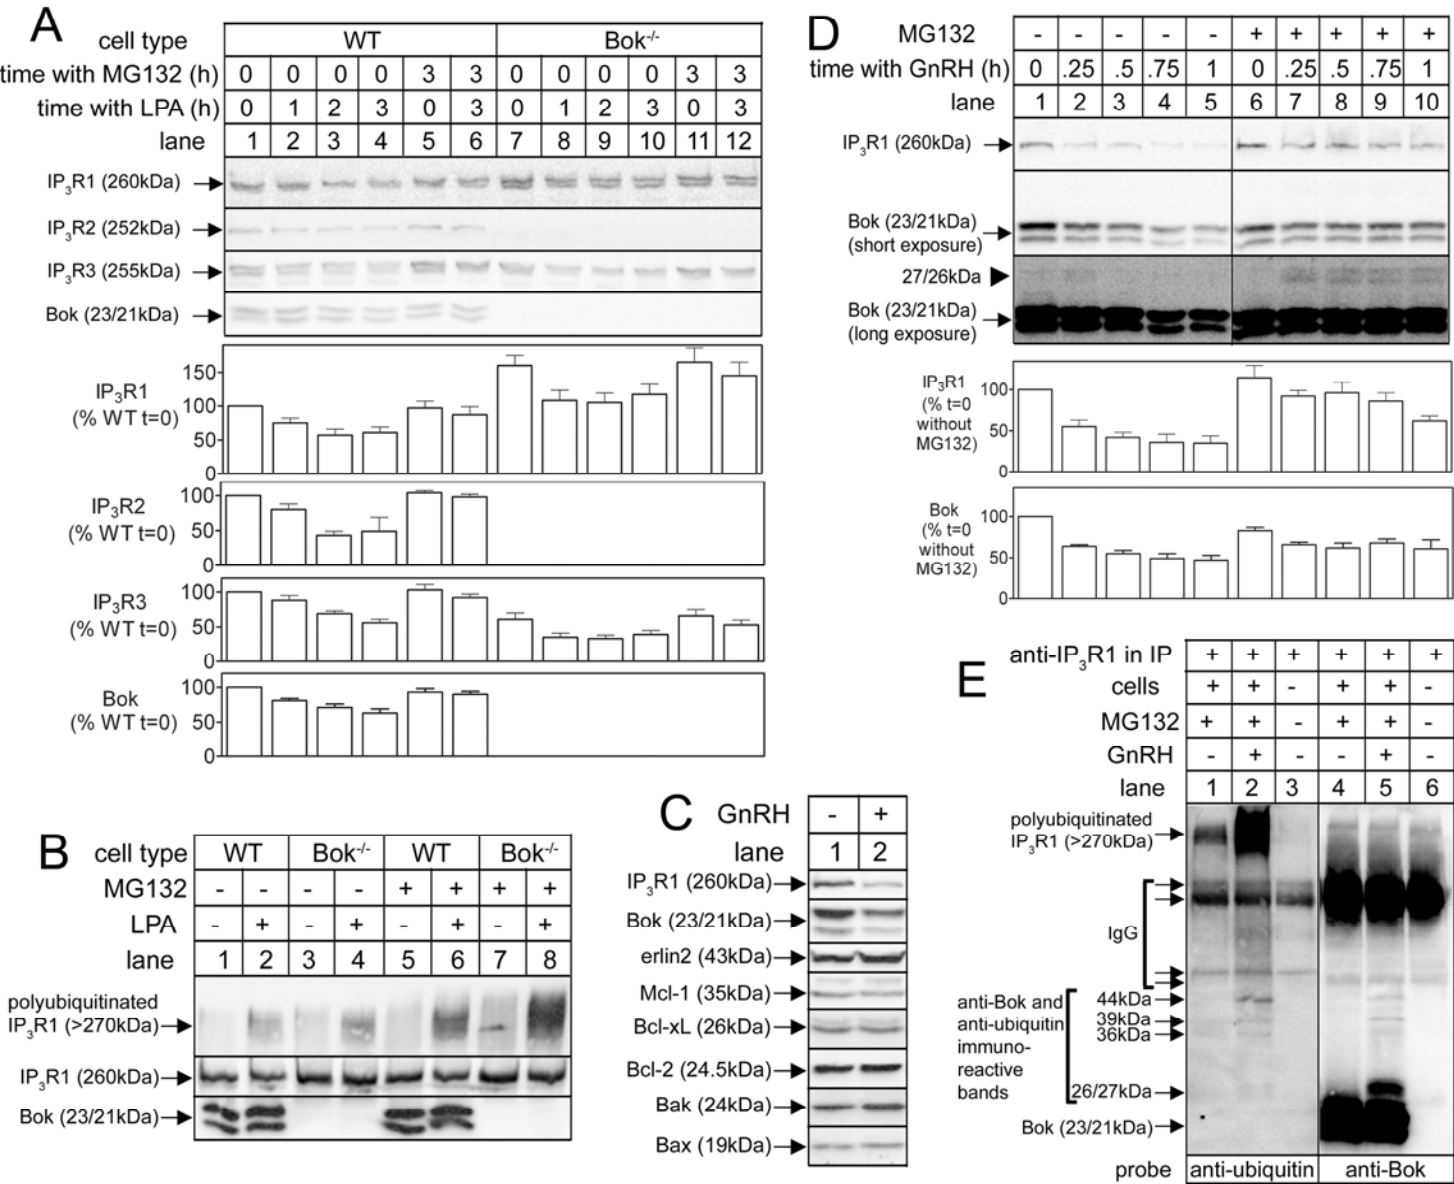 A
cell type WT Bok-/-
time with MG132 (h) 0 0 0 0 3 3 0 0 0 0 3 3
time with LPA (h) 0 1 2 3 0 3 0 1 2 3 0 3
lane 1 2 3 4 5 6 7 8 9 10 11 12
IP3R1 (260kDa)
IP3R2 (252kDa)
IP3R3 (255kDa)
Bok (23/21kDa)
IP3R1
(% WT t=0)
150
100
50
0
IP3R2
(% WT t=0)
100
50
0
IP3R3
(% WT t=0)
100
50
0
Bok
(% WT t=0)
100
50
0
B
cell type WT Bok-/- WT Bok-/-
MG132 - - - - + + + +
LPA - + - + - + - +
lane 1 2 3 4 5 6 7 8
polyubiquitinated
IP3R1 (>270kDa)
IP3R1 (260kDa)
Bok (23/21kDa)
C
GnRH - +
lane 1 2
IP3R1 (260kDa)
Bok (23/21kDa)
erlin2 (43kDa)
Mcl-1 (35kDa)
Bcl-xL (26kDa)
Bcl-2 (24.5kDa)
Bak (24kDa)
Bax (19kDa)
D
MG132 - - - - - + + + + +
time with GnRH (h) 0 .25 .5 .75 1 0 .25 .5 .75 1
lane 1 2 3 4 5 6 7 8 9 10
IP3R1 (260kDa)
Bok (23/21kDa)
(short exposure)
27/26kDa
Bok (23/21kDa)
(long exposure)
IP3R1
(% t=0
without
MG132)
100
50
0
Bok
(% t=0
without
MG132)
100
50
0
E
anti-IP3R1 in IP + + + + + +
cells + + - + + -
MG132 + + - + + -
GnRH - + - - + -
lane 1 2 3 4 5 6
polyubiquitinated
IP3R1 (>270kDa)
IgG
anti-Bok and
anti-ubiquitin
immuno-
reactive
bands
44kDa
39kDa
36kDa
26/27kDa
Bok (23/21kDa)
probe anti-ubiquitin anti-Bok